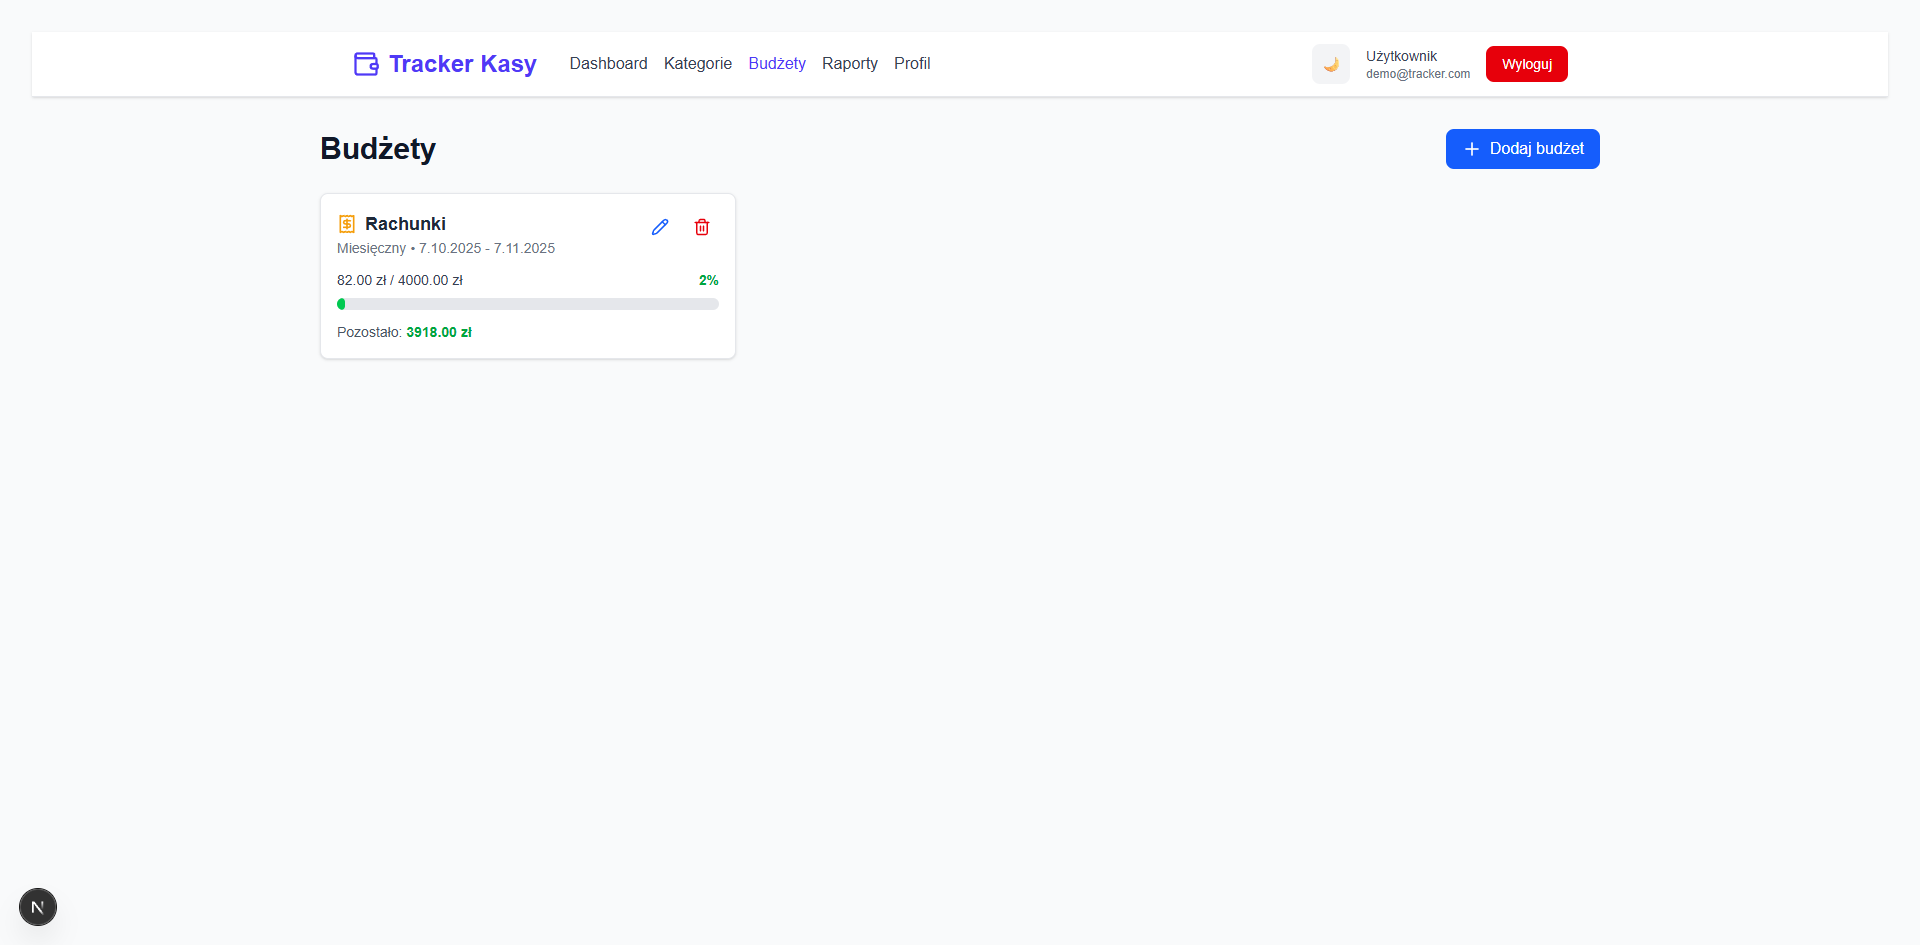 Tracker Kasy
Dashboard Kategorie Budżety Raporty Profil
Użytkownik
demo@tracker.com
Wyloguj
Budżety
Dodaj budżet
Rachunki
Miesięczny • 7.10.2025 - 7.11.2025
82.00 zł / 4000.00 zł 2%
Pozostało: 3918.00 zł
N